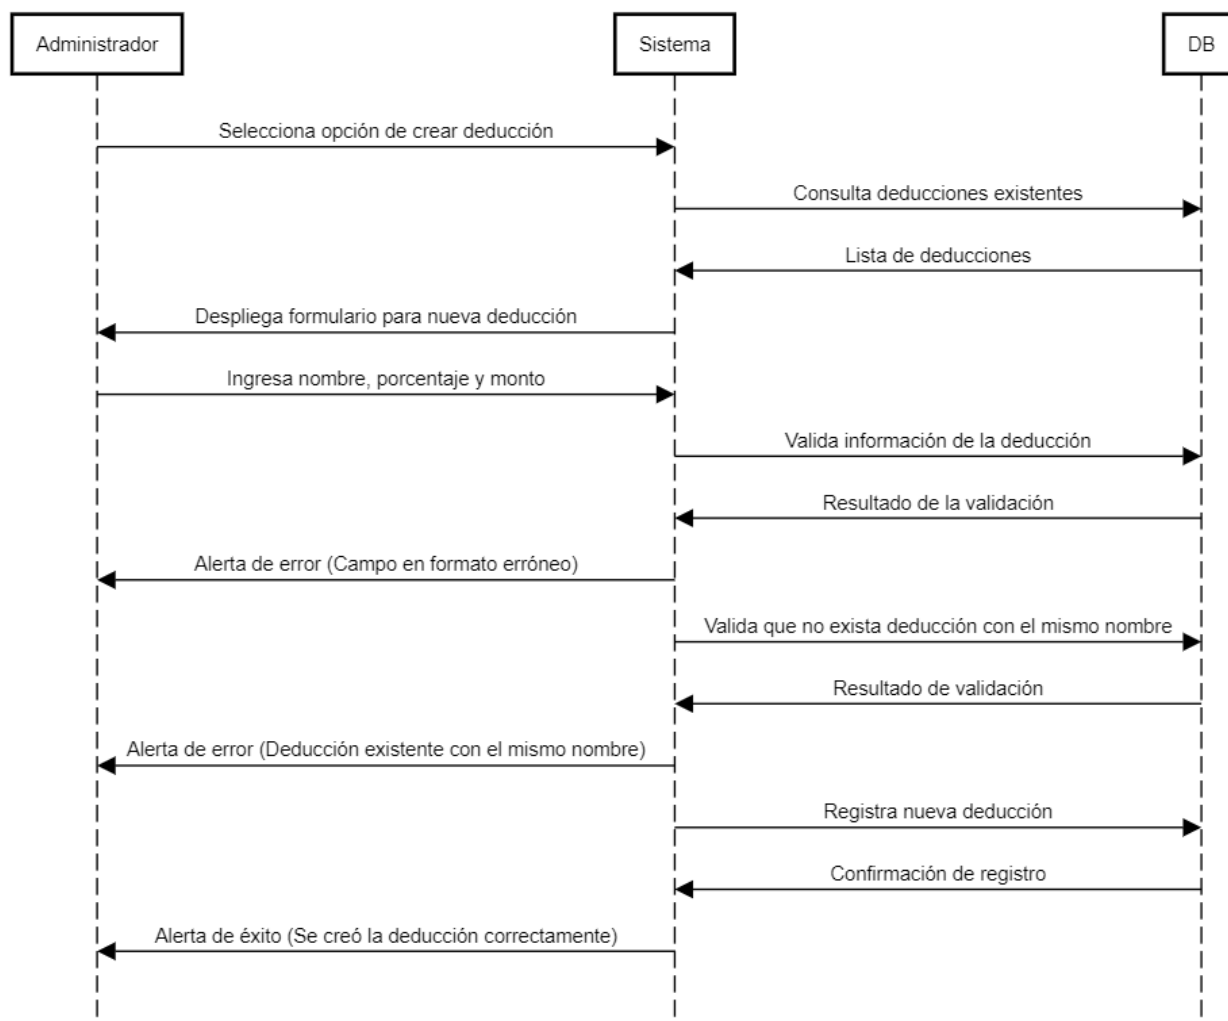 Administrador
Sistema
DB
Selecciona opción de crear deducción
Consulta deducciones existentes
Lista de deducciones
Despliega formulario para nueva deducción
Ingresa nombre, porcentaje y monto
Valida información de la deducción
Resultado de la validación
Alerta de error (Campo en formato erróneo)
Valida que no exista deducción con el mismo nombre
Resultado de validación
Alerta de error (Deducción existente con el mismo nombre)
Registra nueva deducción
Confirmación de registro
Alerta de éxito (Se creó la deducción correctamente)